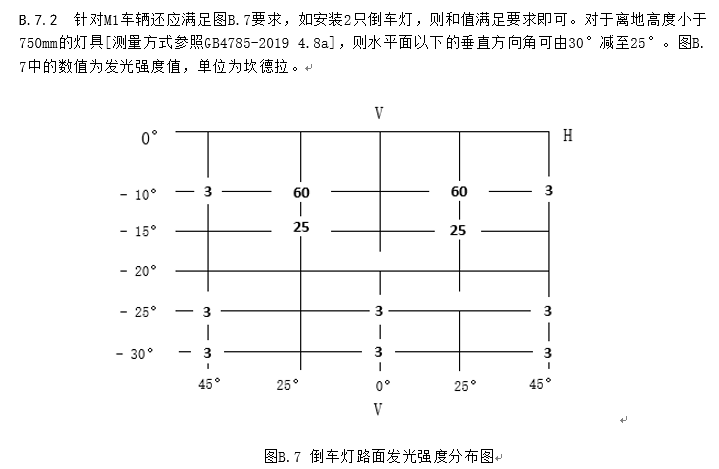 B.7.2 针对M1车辆还应满足图B.7要求，如安装2只倒车灯，则和值满足要求即可。对于离地高度小于
750mm的灯具[测量方式参照GB4785-2019 4.8a]，则水平面以下的垂直方向角可由30°减至25°。图B.
7中的数值为发光强度值，单位为坎德拉。
V
0° H
- 10° 3 60 60 3
- 15° 25 25
- 20°
- 25° 3 3 3
- 30° 3 3 3
45° 25° 0° 25° 45°
V
图B.7 倒车灯路面发光强度分布图